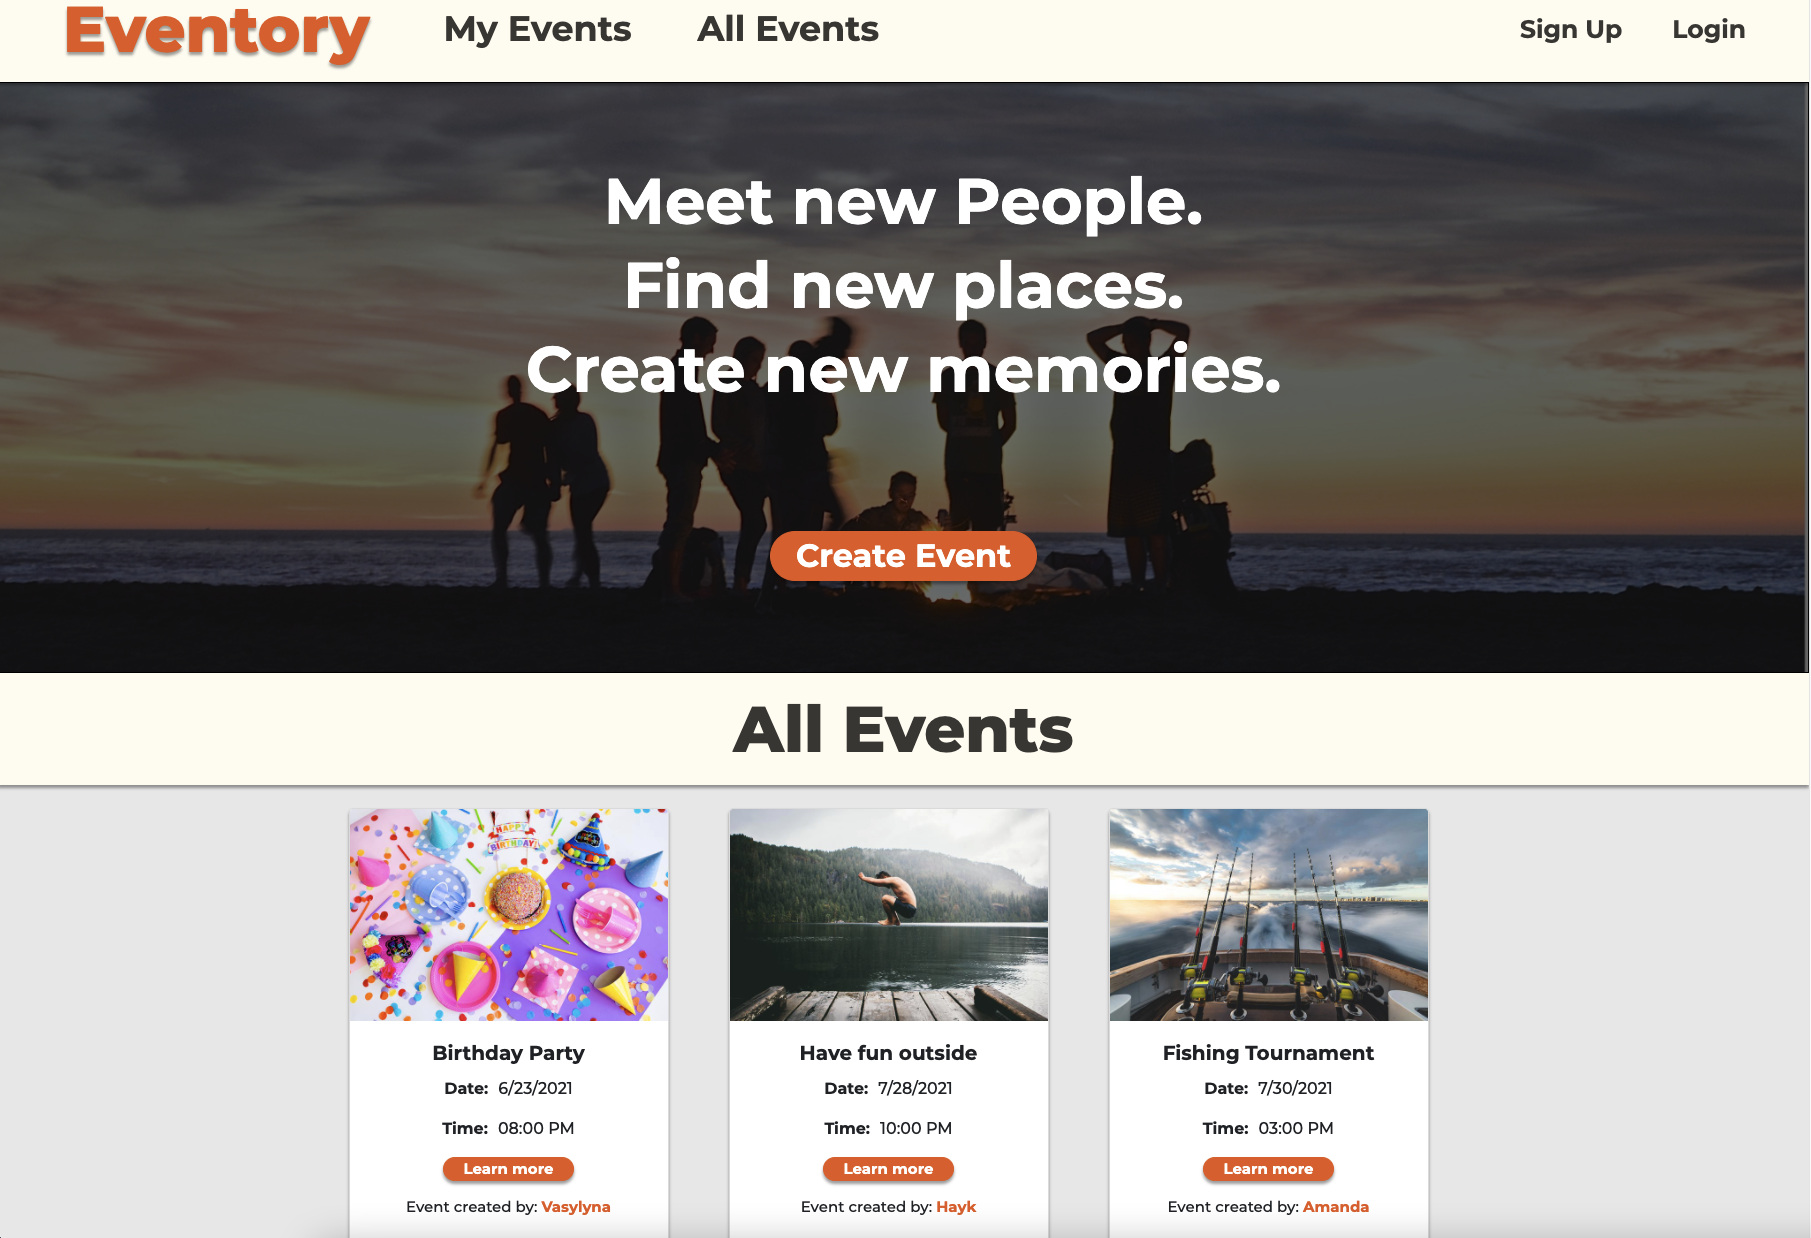 Eventory My Events All Events Sign Up Login
Meet new People.
Find new places.
Create new memories.
Create Event
All Events
HAPPY
BIRTHDAY!
Birthday Party
Date: 6/23/2021
Time: 08:00 PM
Learn more
Event created by: Vasylyna
Have fun outside
Date: 7/28/2021
Time: 10:00 PM
Learn more
Event created by: Hayk
Fishing Tournament
Date: 7/30/2021
Time: 03:00 PM
Learn more
Event created by: Amanda